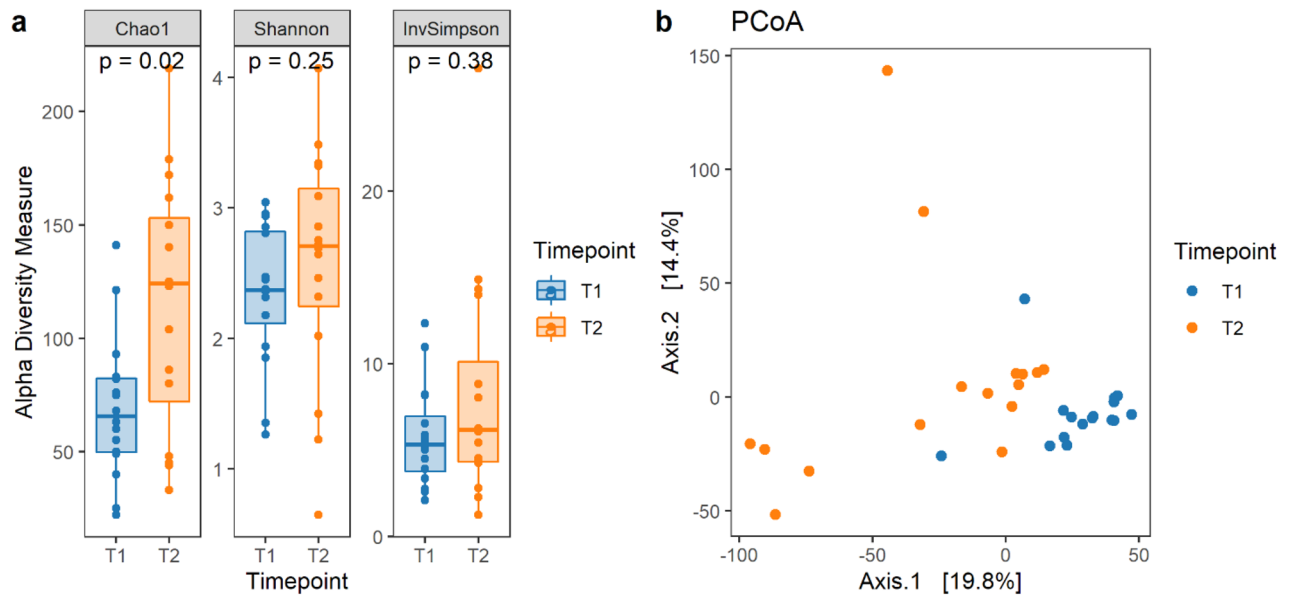 a
Chao1
Shannon
InvSimpson
p = 0.02
p = 0.25
p = 0.38
Alpha Diversity Measure
200
150
100
50
4
3
2
1
20
10
0
T1
T2
T1
T2
T1
T2
Timepoint
Timepoint
T1
T2
b
PCoA
Axis.2 [14.4%]
150
100
50
0
-50
-100
-50
0
50
Axis.1 [19.8%]
Timepoint
T1
T2